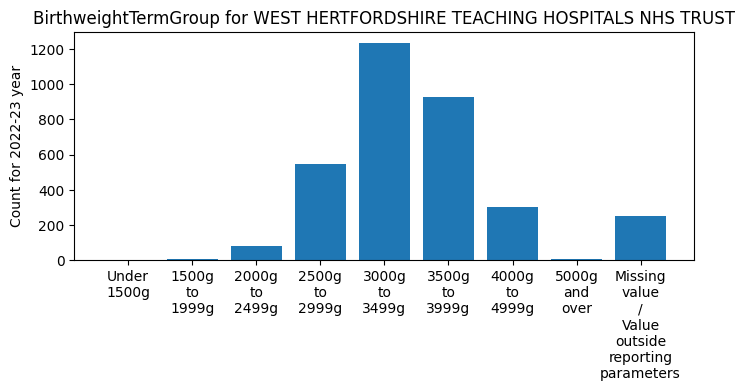 BirthweightTermGroup for WEST HERTFORDSHIRE TEACHING HOSPITALS NHS TRUST
Count for 2022-23 year
1200
1000
800
600
400
200
0
Under
1500g
1500g
to
1999g
2000g
to
2499g
2500g
to
2999g
3000g
to
3499g
3500g
to
3999g
4000g
to
4999g
5000g
and
over
Missing
value
/
Value
outside
reporting
parameters